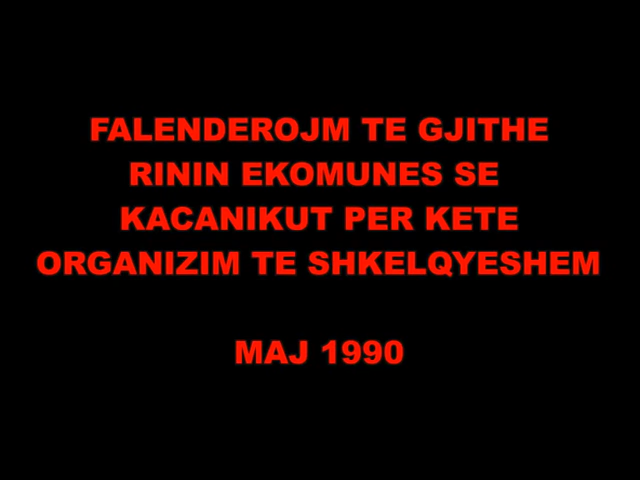 FALENDEROJM TE GJITHE
RININ EKOMUNES SE
KACANIKUT PER KETE
ORGANIZIM TE SHKELQYESHEM
MAJ 1990